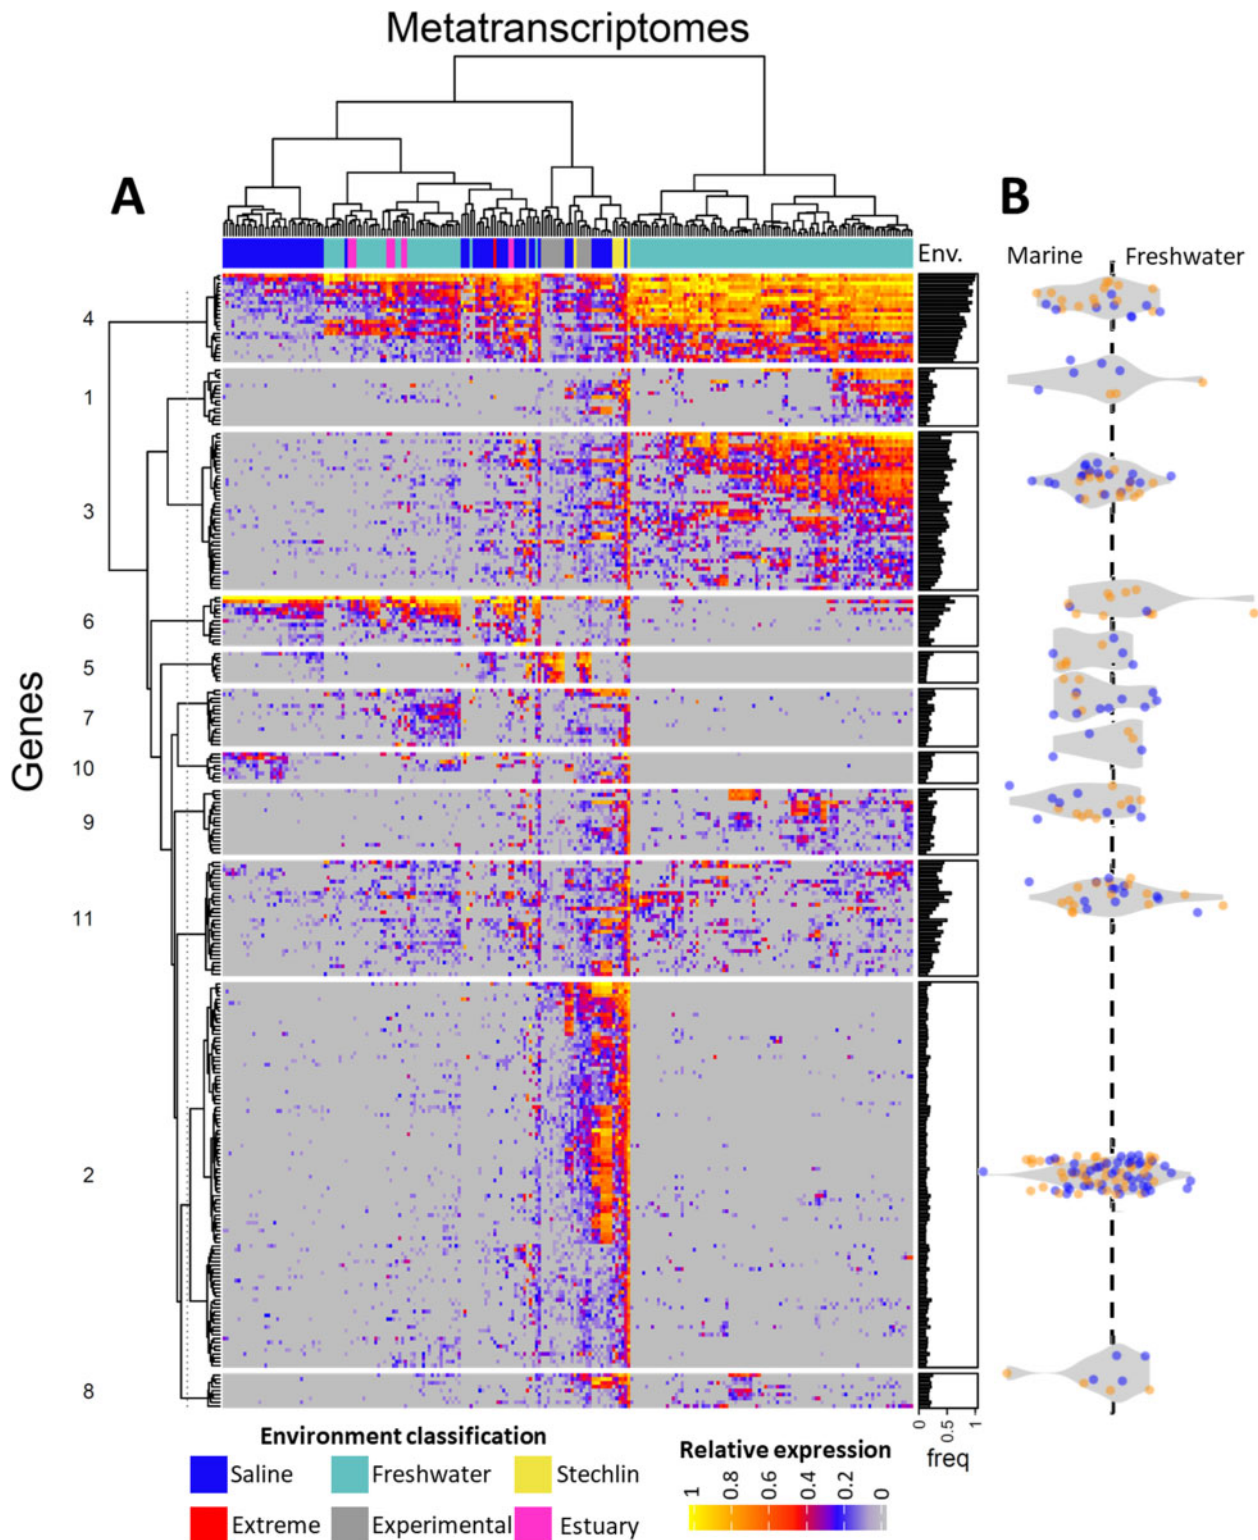 Metatranscriptomes
A
B
Env.
Marine
Freshwater
Genes
4
1
3
6
5
7
10
9
11
2
8
0
0.5
1
freq
Environment classification
Saline
Freshwater
Stechlin
Extreme
Experimental
Estuary
Relative expression
1
0.8
0.6
0.4
0.2
0